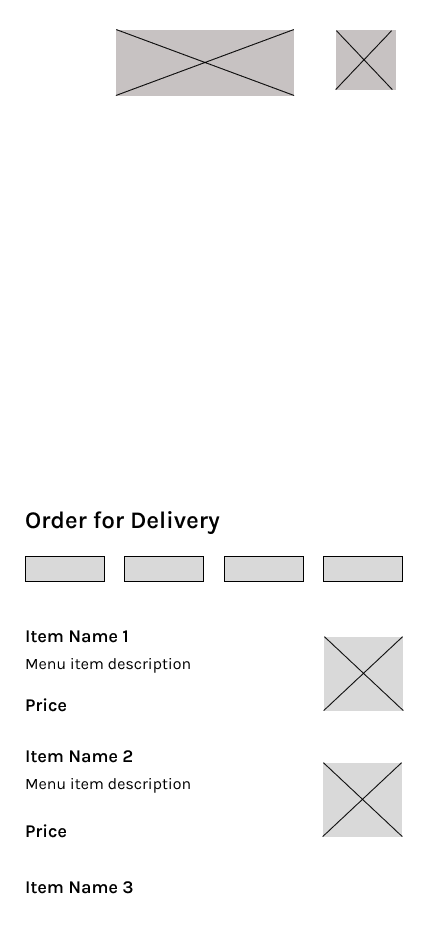 Order for Delivery
Item Name 1
Menu item description
Price
Item Name 2
Menu item description
Price
Item Name 3